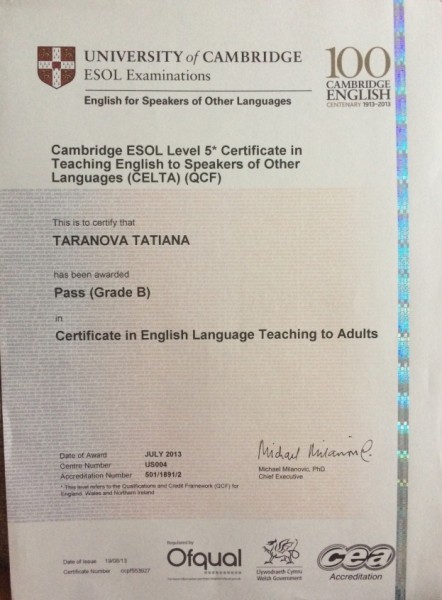 UNIVERSITY of CAMBRIDGE
ESOL Examinations
English for Speakers of Other Languages
100
CAMBRIDGE
ENGLISH
CENTENARY 1913-2013
Cambridge ESOL Level 5* Certificate in
Teaching English to Speakers of Other
Languages (CELTA) (QCF)
This is to certify that
TARANOVA TATIANA
has been awarded
Pass (Grade B)
in
Certificate in English Language Teaching to Adults
Date of Award JULY 2013
Centre Number US004
Accreditation Number 501/1891/2
* This level refers to the Qualifications and Credit Framework (QCF) for
England, Wales and Northern Ireland
Michael Milanovic
Michael Milanovic, PhD
Chief Executive
Date of Issue
Certificate Number
Regulated by
Ofqual
Llywodraeth Cymru
Welsh Government
cea
Accreditation